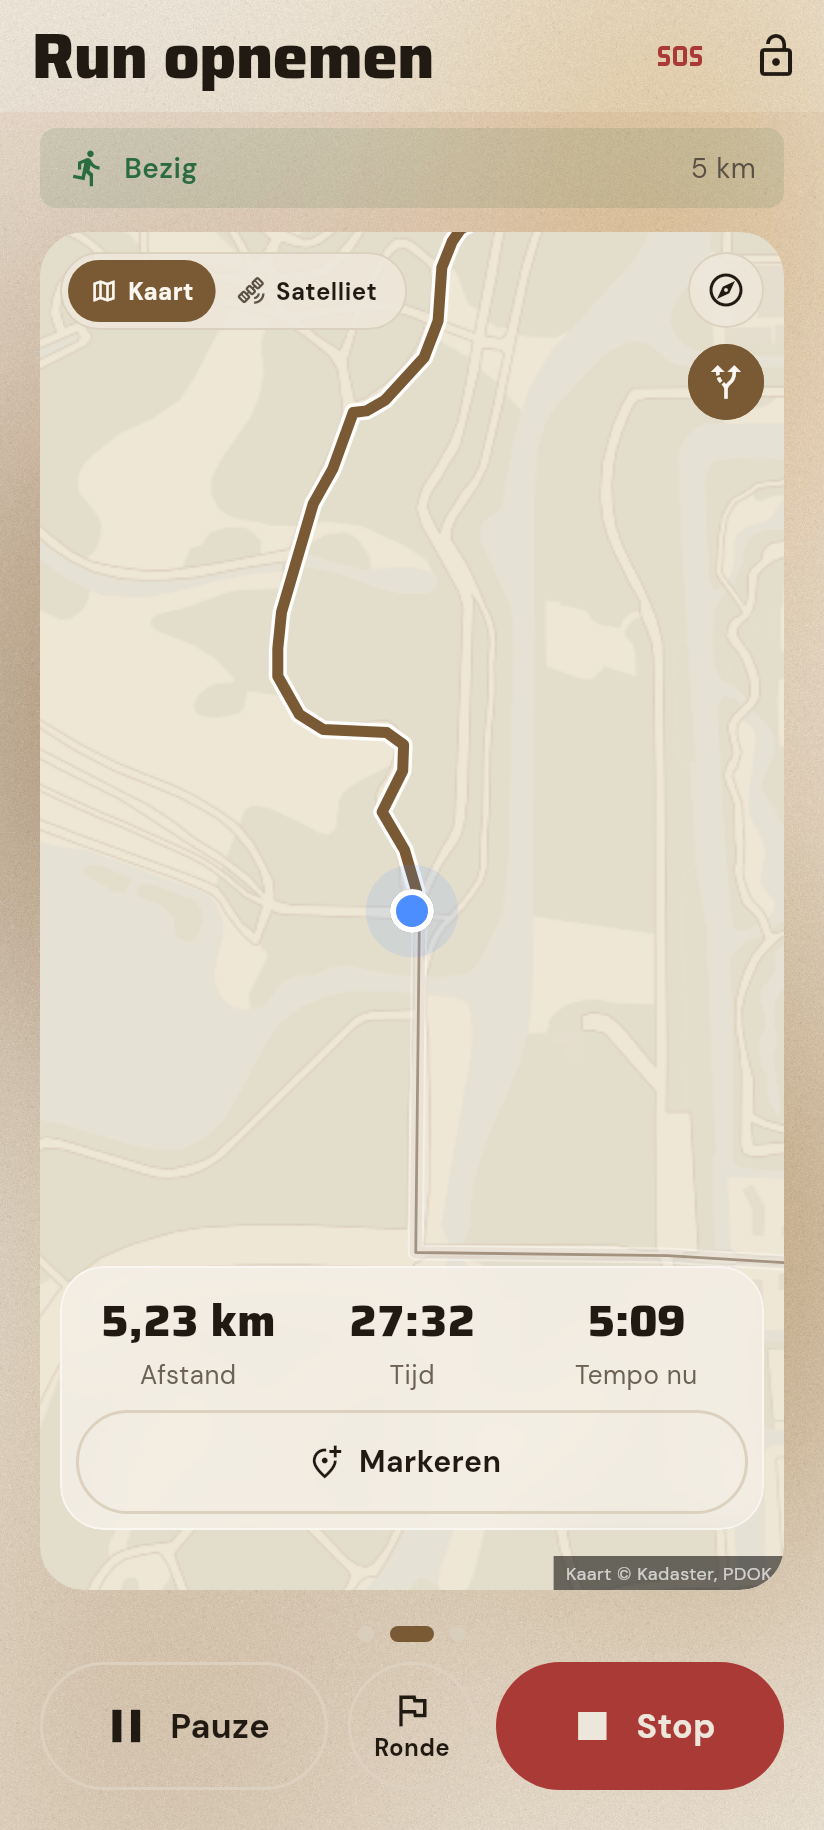 Run opnemen
SOS
Bezig
5 km
Kaart
Satelliet
5,23 km
27:32
5:09
Afstand
Tijd
Tempo nu
Markeren
Kaart © Kadaster, PDOK
Pauze
Ronde
Stop